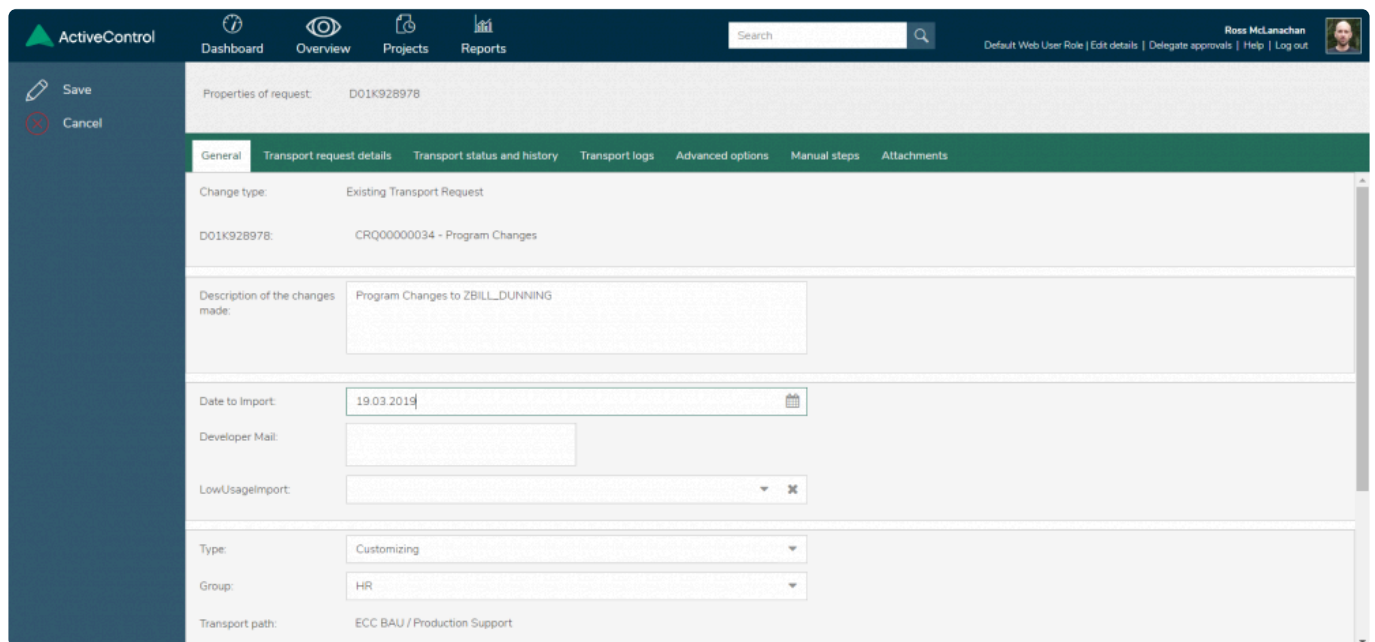 ActiveControl
Dashboard Overview Projects Reports
Search
Ross McLanachan
Default Web User Role | Edit details | Delegate approvals | Help | Log out
Save
Cancel
Properties of request: D01K928978
General Transport request details Transport status and history Transport logs Advanced options Manual steps Attachments
Change type: Existing Transport Request
D01K928978: CRQ00000034 - Program Changes
Description of the changes made: Program Changes to ZBILL_DUNNING
Date to Import: 19.03.2019
Developer Mail:
LowUsageImport:
Type: Customizing
Group: HR
Transport path: ECC BAU / Production Support